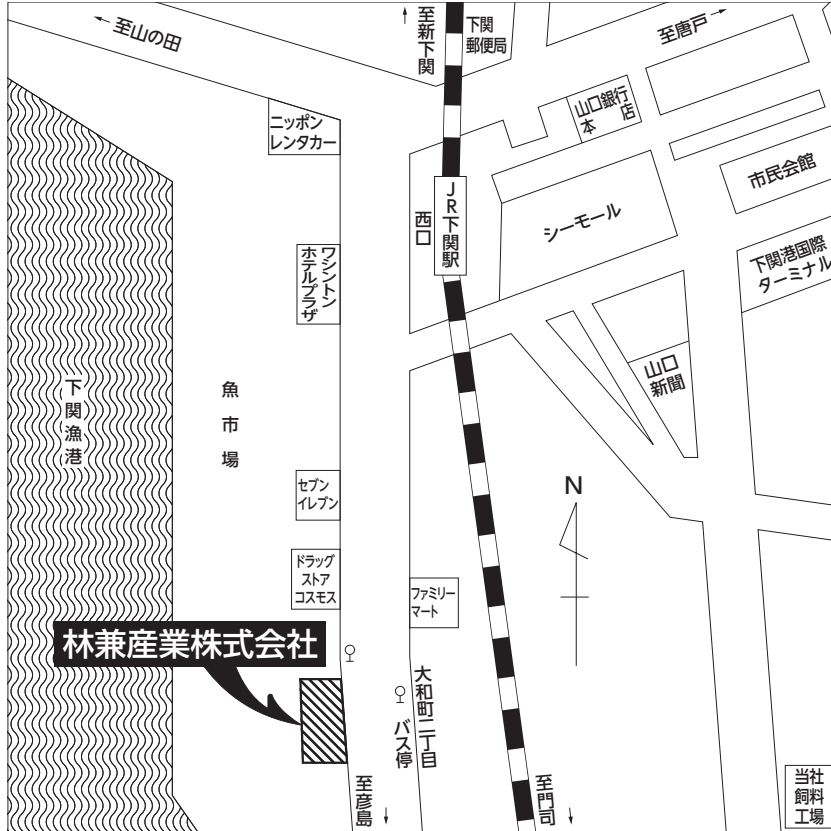 ←至山の田
至新下関
↑
下関
郵便局
至唐戸→
ニッポン
レンタカー
山口銀行
本店
JR下関駅
西口
シーモール
市民会館
下関港国際
ターミナル
ワシントン
ホテルプラザ
山口
新聞
下関漁港
魚市場
セブン
イレブン
N
ドラッグ
ストア
コスモス
ファミリー
マート
林兼産業株式会社
大和町二丁目
バス停
至彦島
↓
至門司
↓
当社
飼料
工場